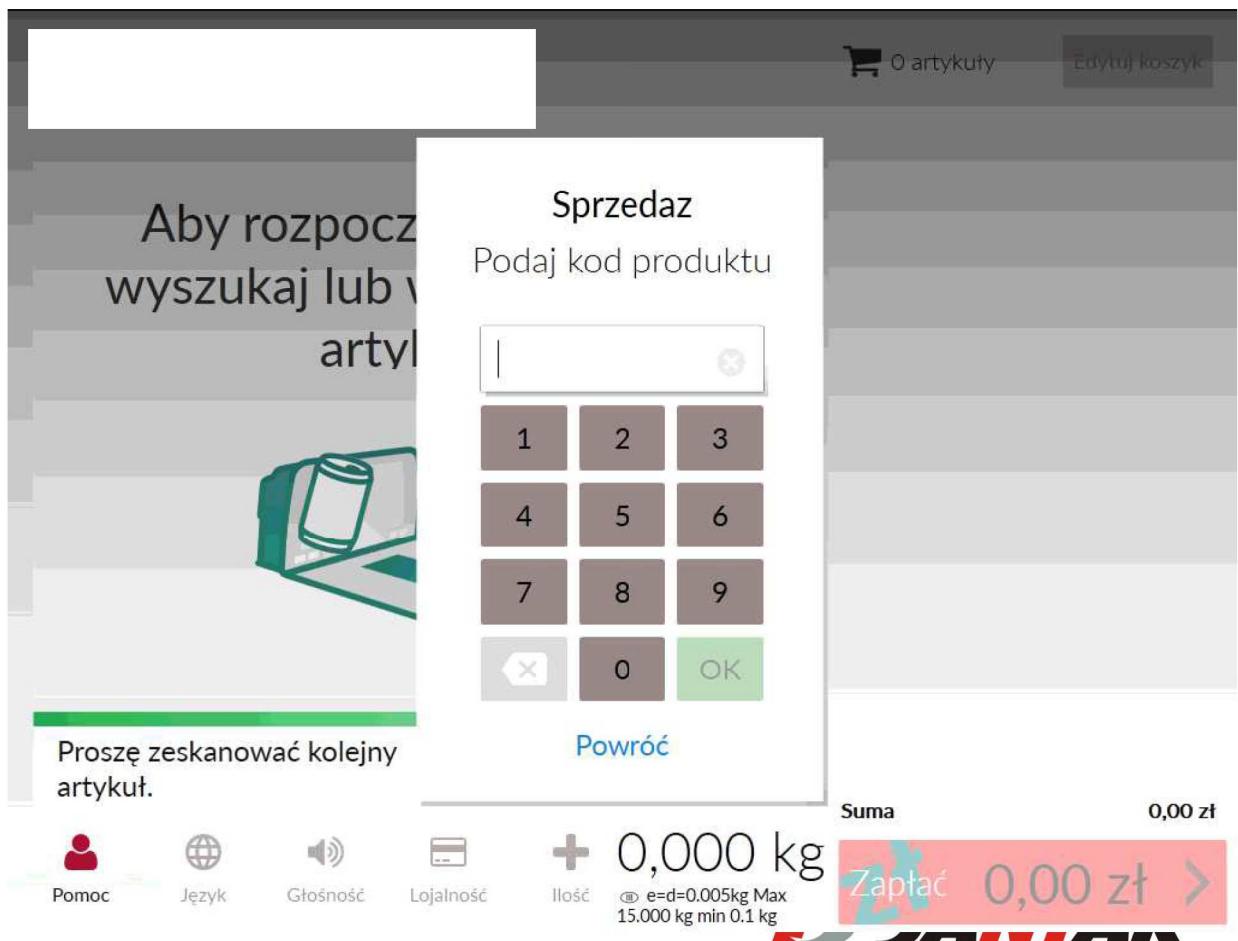 0 artykuły
Edytuj koszyk
Sprzedaz
Podaj kod produktu
Aby rozpocz
wyszukaj lub
arty
1 2 3
4 5 6
7 8 9
0 OK
Powróć
Proszę zeskanować kolejny
artykuł.
Suma 0,00 zł
Zapłać 0,00 zł
Pomoc
Język
Głośność
Lojalność
Ilość
0,000 kg
e=d=0.005kg Max
15.000 kg min 0.1 kg